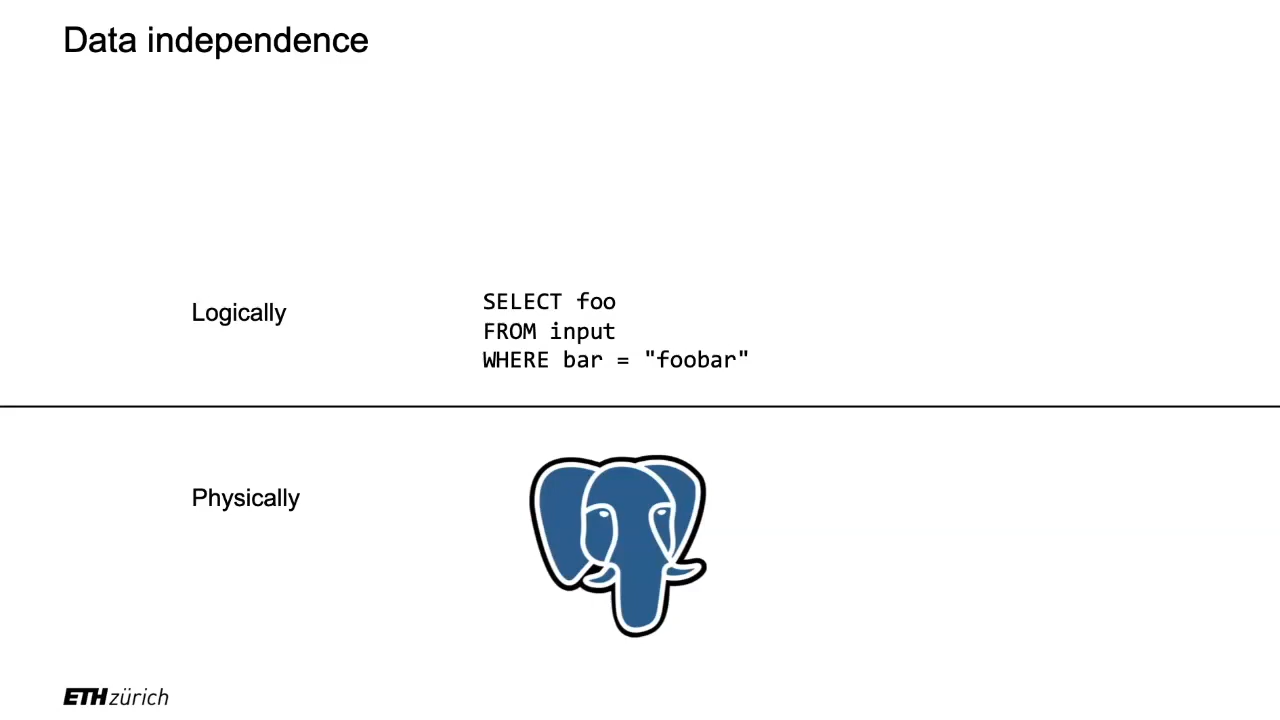 Data independence
Logically
SELECT foo
FROM input
WHERE bar = "foobar"
Physically
ETH zürich